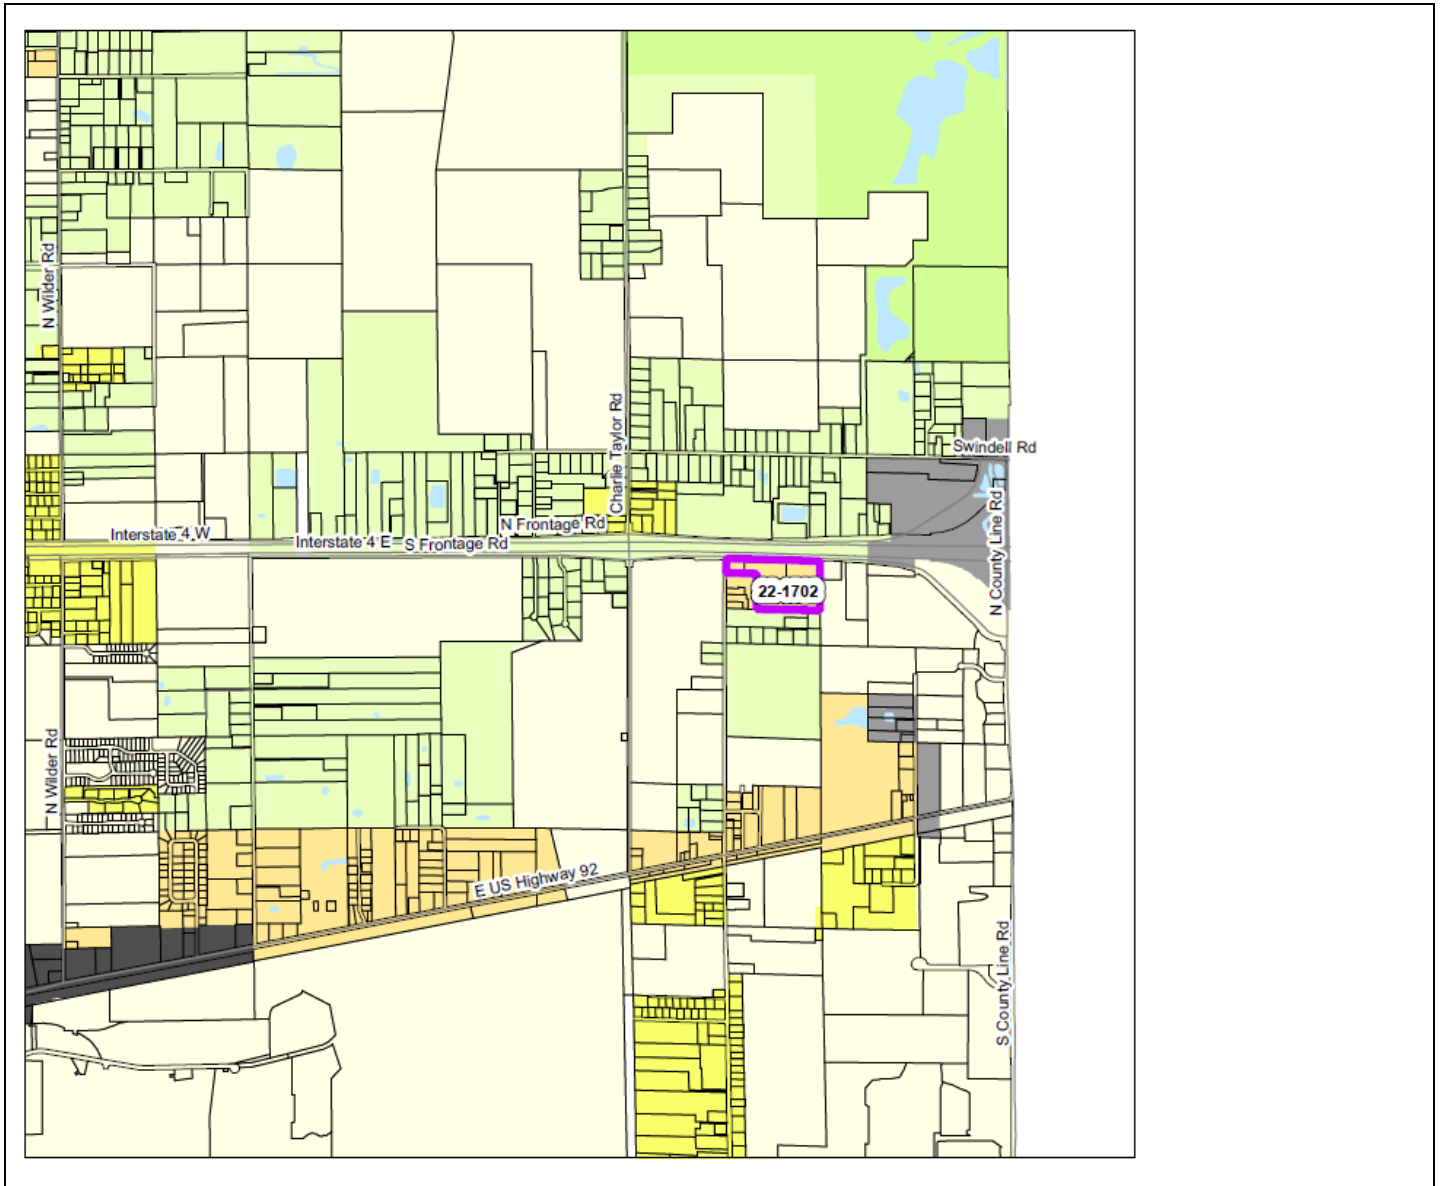 N Wilder Rd
Charlie Taylor Rd
Swindell Rd
N County Line Rd
N Frontage Rd
Interstate 4 W
Interstate 4 E
S Frontage Rd
22-1702
N Wilder Rd
E US Highway 92
S County Line Rd